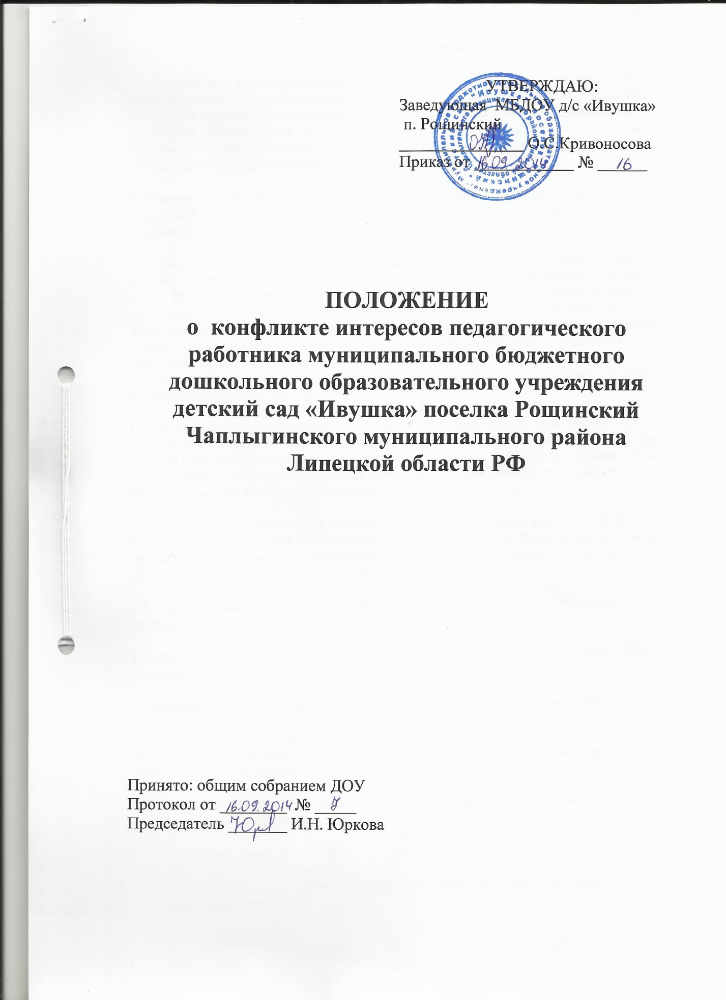 УТВЕРЖДАЮ:
Заведующая МБДОУ д/с «Ивушка»
п. Рощинский
______________ О.С.Кривоносова
Приказ от 16.09.2014 № 16
ПОЛОЖЕНИЕ
о конфликте интересов педагогического
работника муниципального бюджетного
дошкольного образовательного учреждения
детский сад «Ивушка» поселка Рощинский
Чаплыгинского муниципального района
Липецкой области РФ
Принято: общим собранием ДОУ
Протокол от 16.09.2014 № 7
Председатель ________ И.Н. Юркова